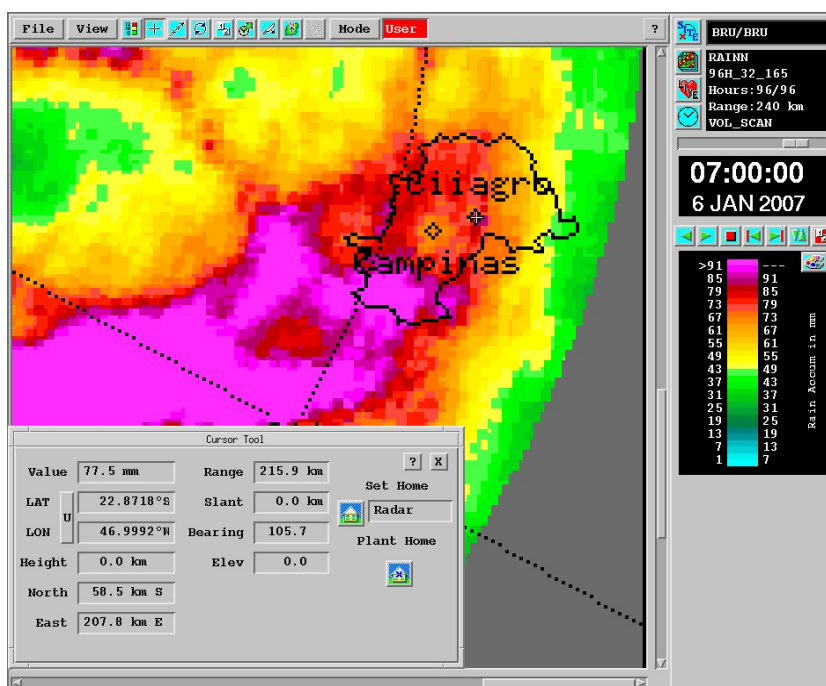 File View Mode User ?
BRU/BRU
RAINN
96H_32_165
Hours:96/96
Range:240 km
VOL_SCAN
07:00:00
6 JAN 2007
>91 ---
85 91
79 85
73 79
67 73
61 67
55 61
49 55
43 49
37 43
31 37
25 31
19 25
13 19
7 13
1 7
Rain Accum in mm
Campinas
Cursor Tool
? X
Value 77.5 mm Range 215.9 km
Set Home
LAT 22.8718°S Slant 0.0 km
Radar
U
LON 46.9992°W Bearing 105.7
Plant Home
Height 0.0 km Elev 0.0
North 58.5 km S
East 207.8 km E